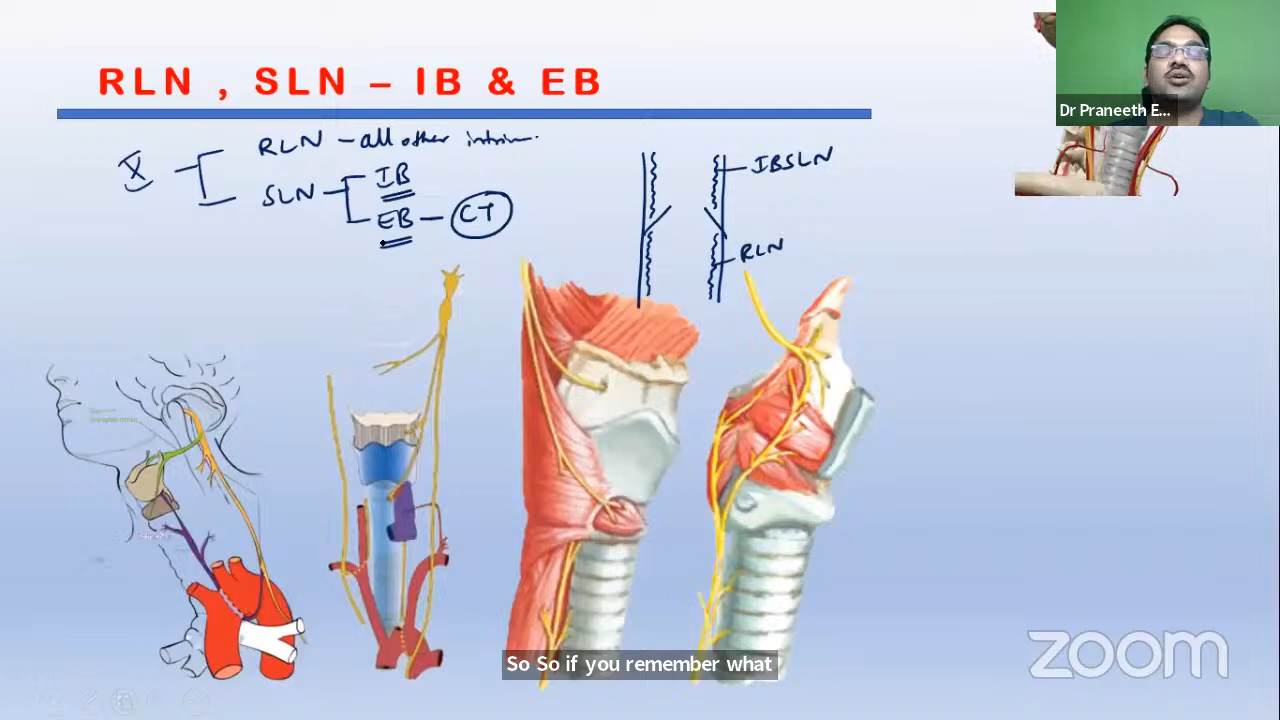 RLN , SLN – IB & EB
Dr Praneeth E...
RLN – all other intrin.
X
SLN
IB
EB – CT
IBSLN
RLN
So So if you remember what
zoom